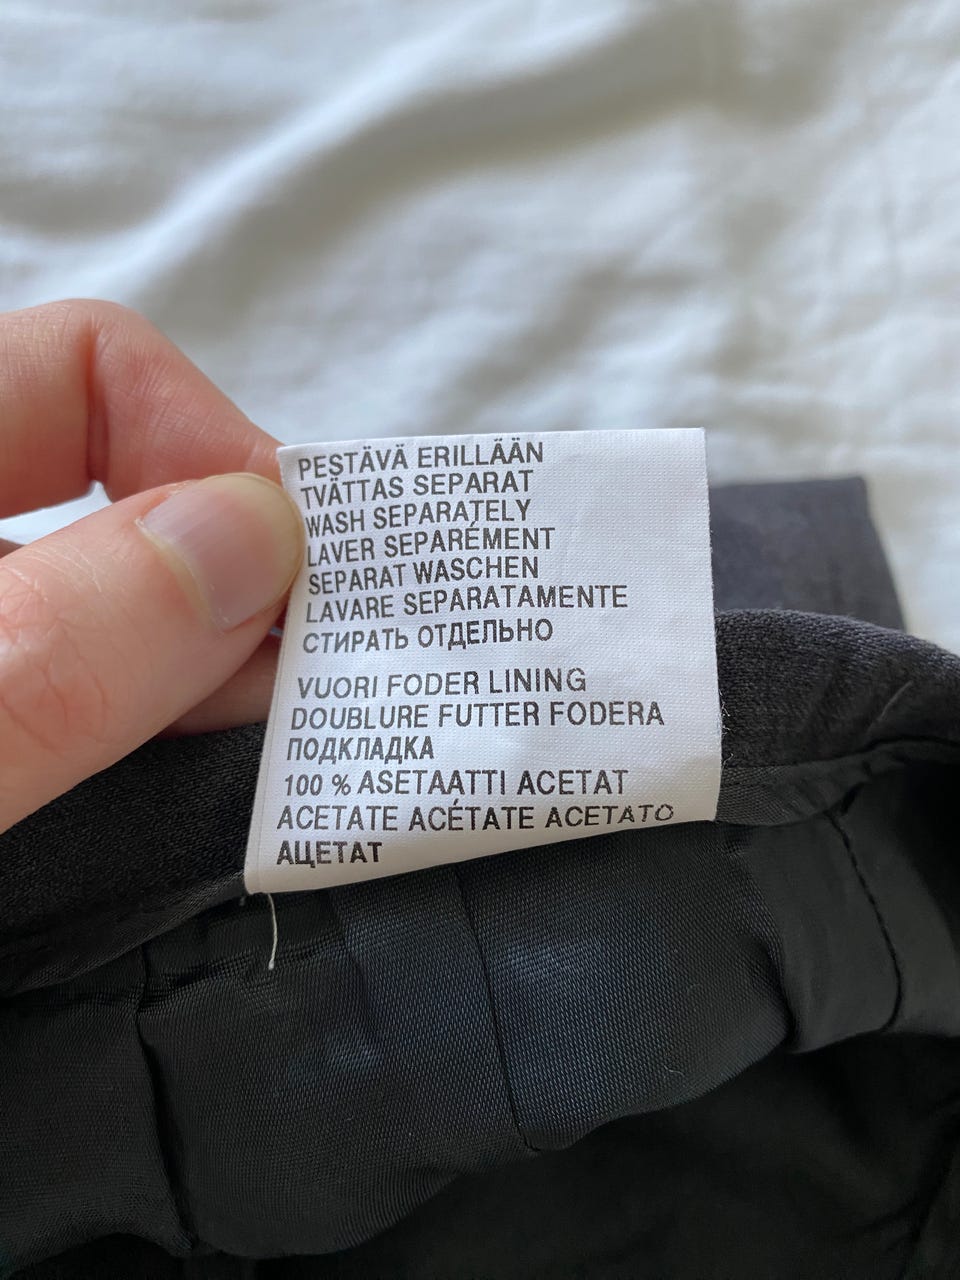 PESTÄVÄ ERILLÄÄN
TVÄTTAS SEPARAT
WASH SEPARATELY
LAVER SEPARÉMENT
SEPARAT WASCHEN
LAVARE SEPARATAMENTE
СТИРАТЬ ОТДЕЛЬНО
VUORI FODER LINING
DOUBLURE FUTTER FODERA
ПОДКЛАДКА
100 % ASETAATTI ACETAT
ACETATE ACÉTATE ACETATO
АЦЕТАТ